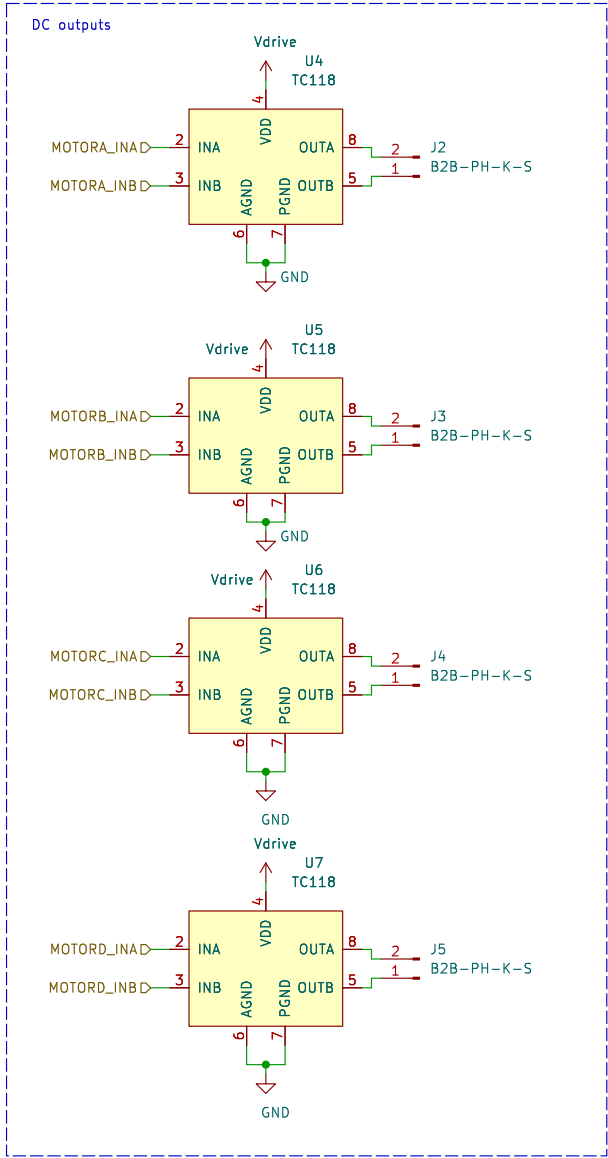 DC outputs
Vdrive
U4
TC118
4
VDD
MOTORA_INA 2 INA OUTA 8 2 J2
B2B-PH-K-S
MOTORA_INB 3 INB OUTB 5 1
AGND PGND
6 7
GND
U5
Vdrive TC118
4
VDD
MOTORB_INA 2 INA OUTA 8 2 J3
B2B-PH-K-S
MOTORB_INB 3 INB OUTB 5 1
AGND PGND
6 7
GND
U6
Vdrive TC118
4
VDD
MOTORC_INA 2 INA OUTA 8 2 J4
B2B-PH-K-S
MOTORC_INB 3 INB OUTB 5 1
AGND PGND
6 7
GND
Vdrive
U7
TC118
4
VDD
MOTORD_INA 2 INA OUTA 8 2 J5
B2B-PH-K-S
MOTORD_INB 3 INB OUTB 5 1
AGND PGND
6 7
GND